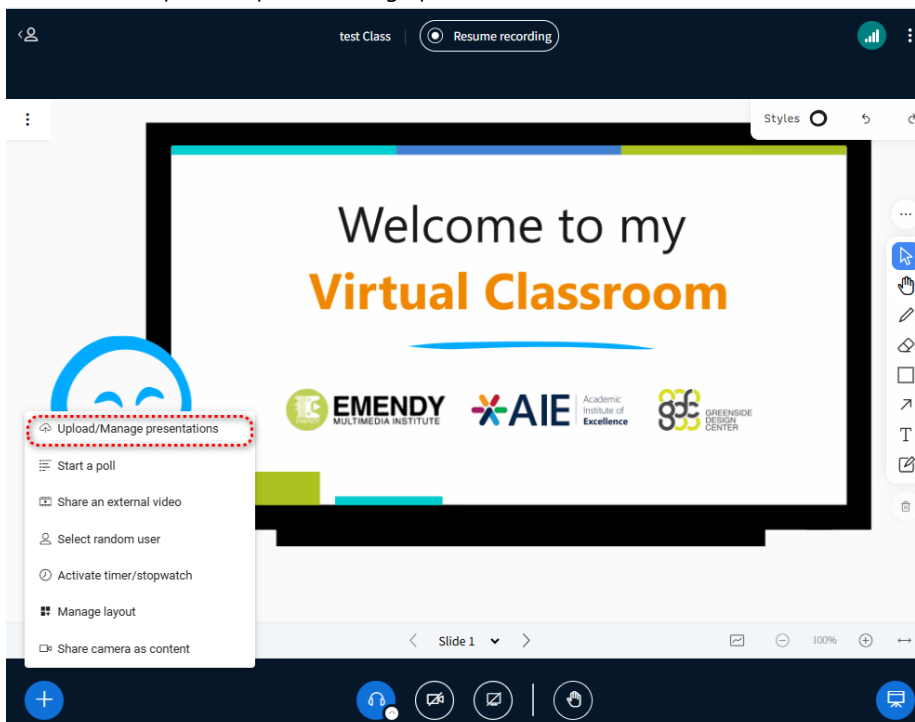 test Class
Resume recording
Styles
Welcome to my
Virtual Classroom
EMENDY
MULTIMEDIA INSTITUTE
AIE
Academic
Institute of
Excellence
gdc
GREENSIDE
DESIGN
CENTER
Upload/Manage presentations
Start a poll
Share an external video
Select random user
Activate timer/stopwatch
Manage layout
Share camera as content
T
Slide 1
100%